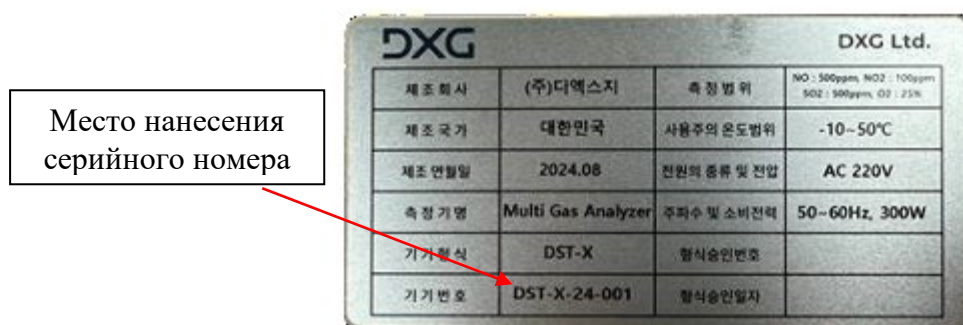 Место нанесения
серийного номера
DXG
DXG Ltd.
제조회사 (주)디엑스지 측정범위 NO : 500ppm, NO2 : 100ppm
SO2 : 500ppm, O2 : 25%
제조국가 대한민국 사용주의 온도범위 -10~50℃
제조 연월일 2024.08 전원의 종류 및 전압 AC 220V
측정기명 Multi Gas Analyzer 주파수 및 소비전력 50~60Hz, 300W
기기형식 DST-X 형식승인번호
기기번호 DST-X-24-001 형식승인일자